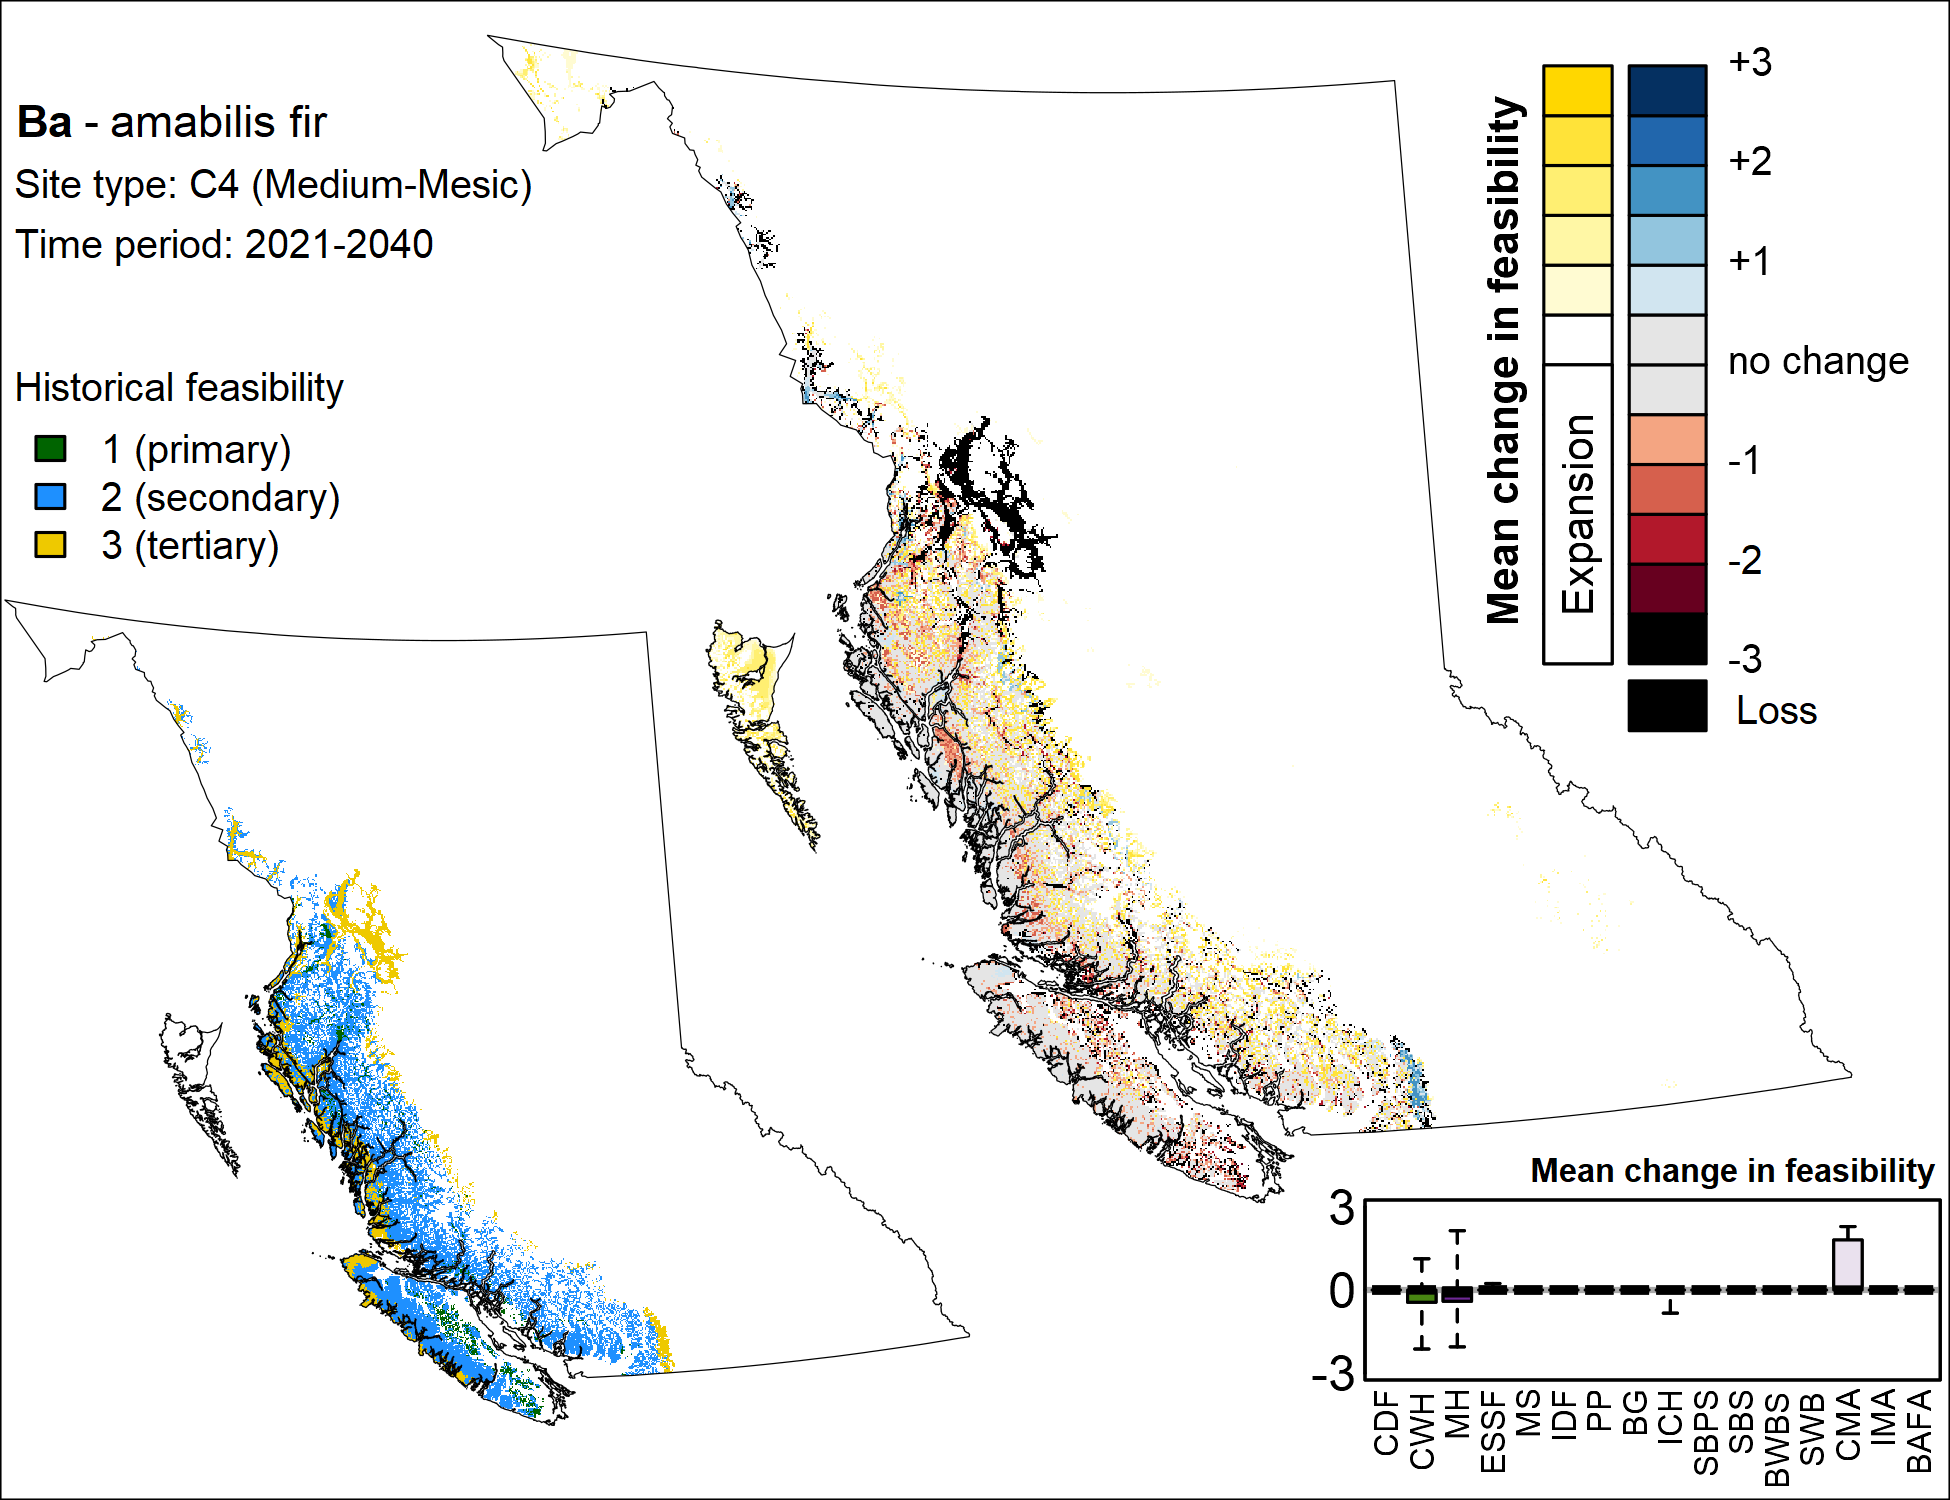 Ba - amabilis fir
Site type: C4 (Medium-Mesic)
Time period: 2021-2040
Historical feasibility
1 (primary)
2 (secondary)
3 (tertiary)
Mean change in feasibility
Expansion
+3
+2
+1
no change
-1
-2
-3
Loss
Mean change in feasibility
3
0
-3
CDF
CWH
MH
ESSF
MS
IDF
PP
BG
ICH
SBPS
SBS
BWBS
SWB
CMA
IMA
BAFA